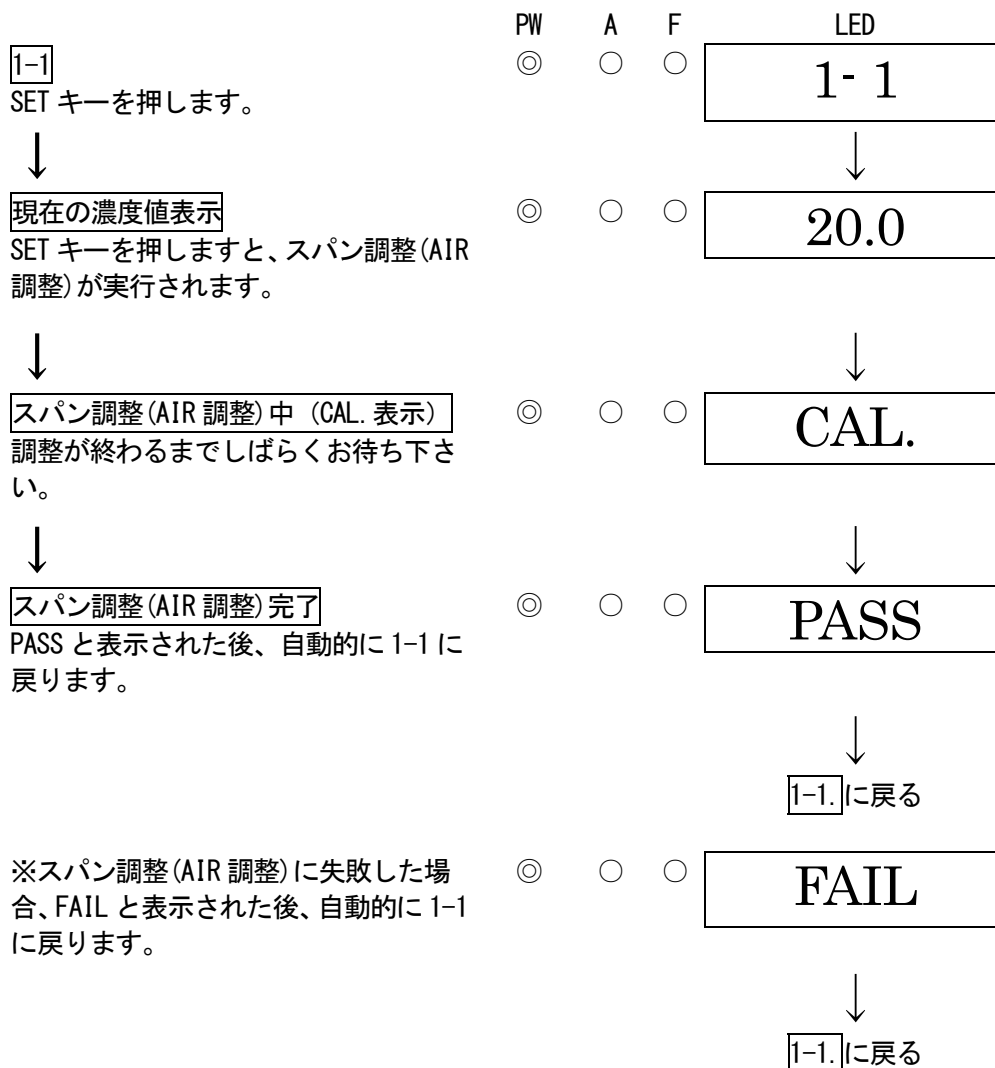 PW A F LED
1-1 ◎ ○ ○ 1- 1
SET キーを押します。
↓ ↓
現在の濃度値表示 ◎ ○ ○ 20.0
SET キーを押しますと、スパン調整(AIR
調整)が実行されます。
↓ ↓
スパン調整(AIR 調整)中 (CAL.表示) ◎ ○ ○ CAL.
調整が終わるまでしばらくお待ち下さ
い。
↓ ↓
スパン調整(AIR 調整)完了 ◎ ○ ○ PASS
PASS と表示された後、自動的に 1-1 に
戻ります。
↓
1-1.に戻る
※スパン調整(AIR 調整)に失敗した場 ◎ ○ ○ FAIL
合、FAIL と表示された後、自動的に 1-1
に戻ります。
↓
1-1.に戻る